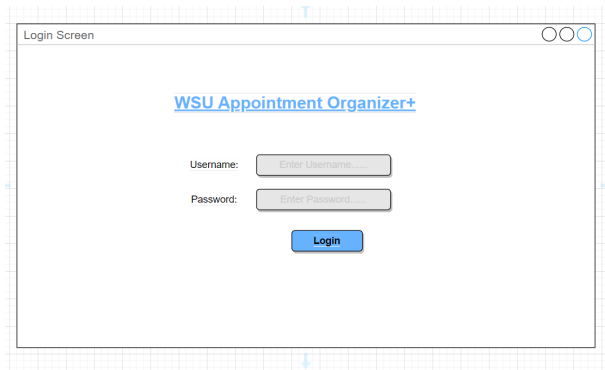 Login Screen
WSU Appointment Organizer+
Username: Enter Username......
Password: Enter Password......
Login